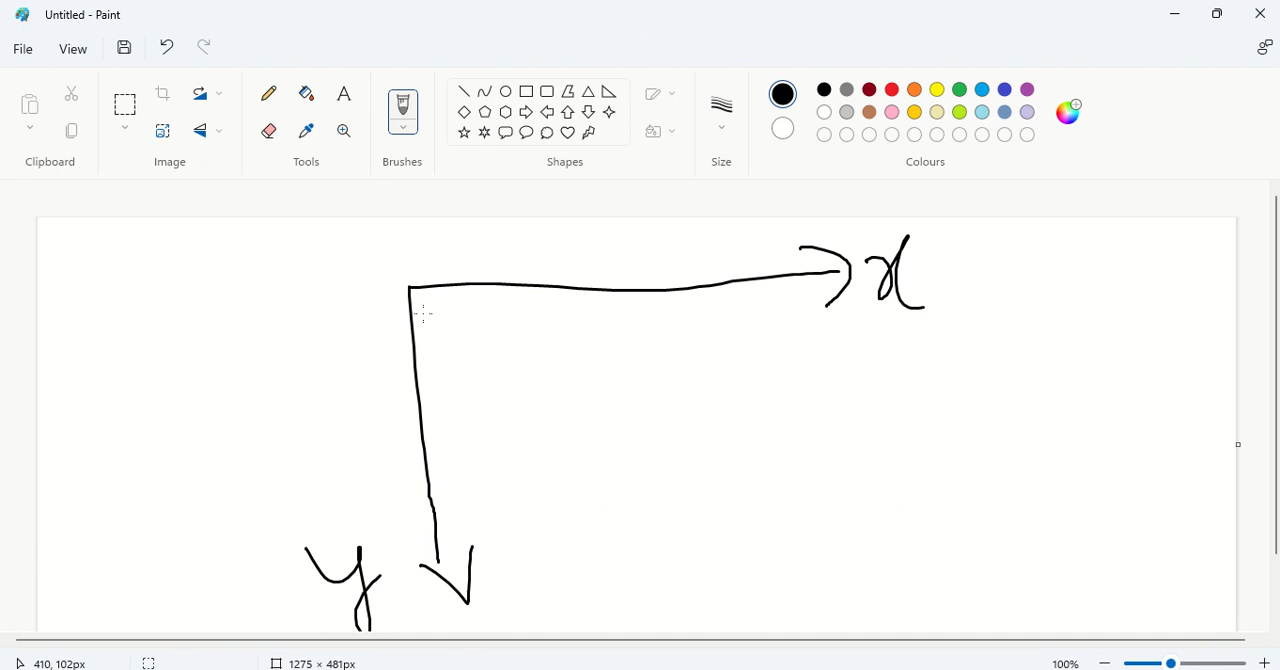 Untitled - Paint
File View
Clipboard Image Tools Brushes Shapes Size Colours
x
y
410, 102px 1275 × 481px 100%